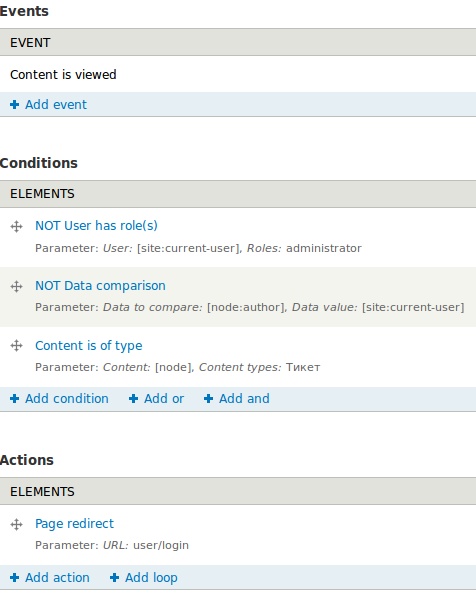 Events
EVENT
Content is viewed
Add event
Conditions
ELEMENTS
NOT User has role(s)
Parameter: User: [site:current-user], Roles: administrator
NOT Data comparison
Parameter: Data to compare: [node:author], Data value: [site:current-user]
Content is of type
Parameter: Content: [node], Content types: Тикет
Add condition Add or Add and
Actions
ELEMENTS
Page redirect
Parameter: URL: user/login
Add action Add loop